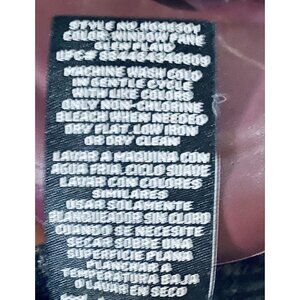 STYLE NO.
COLOR: WINDOW PANE
GLEN PLAID
UPC#
MACHINE WASH COLD
IN GENTLE CYCLE
WITH LIKE COLORS
ONLY NON-CHLORINE
BLEACH WHEN NEEDED
DRY FLAT, LOW IRON
OR DRY CLEAN
LAVAR A MAQUINA CON
AGUA FRIA, CICLO SUAVE
LAVAR CON COLORES
SIMILARES
USAR SOLAMENTE
BLANQUEADOR SIN CLORO
CUANDO SE NECESITE
SECAR SOBRE UNA
SUPERFICIE PLANA
PLANCHAR A
TEMPERATURA BAJA
O LAVAR EN SECO